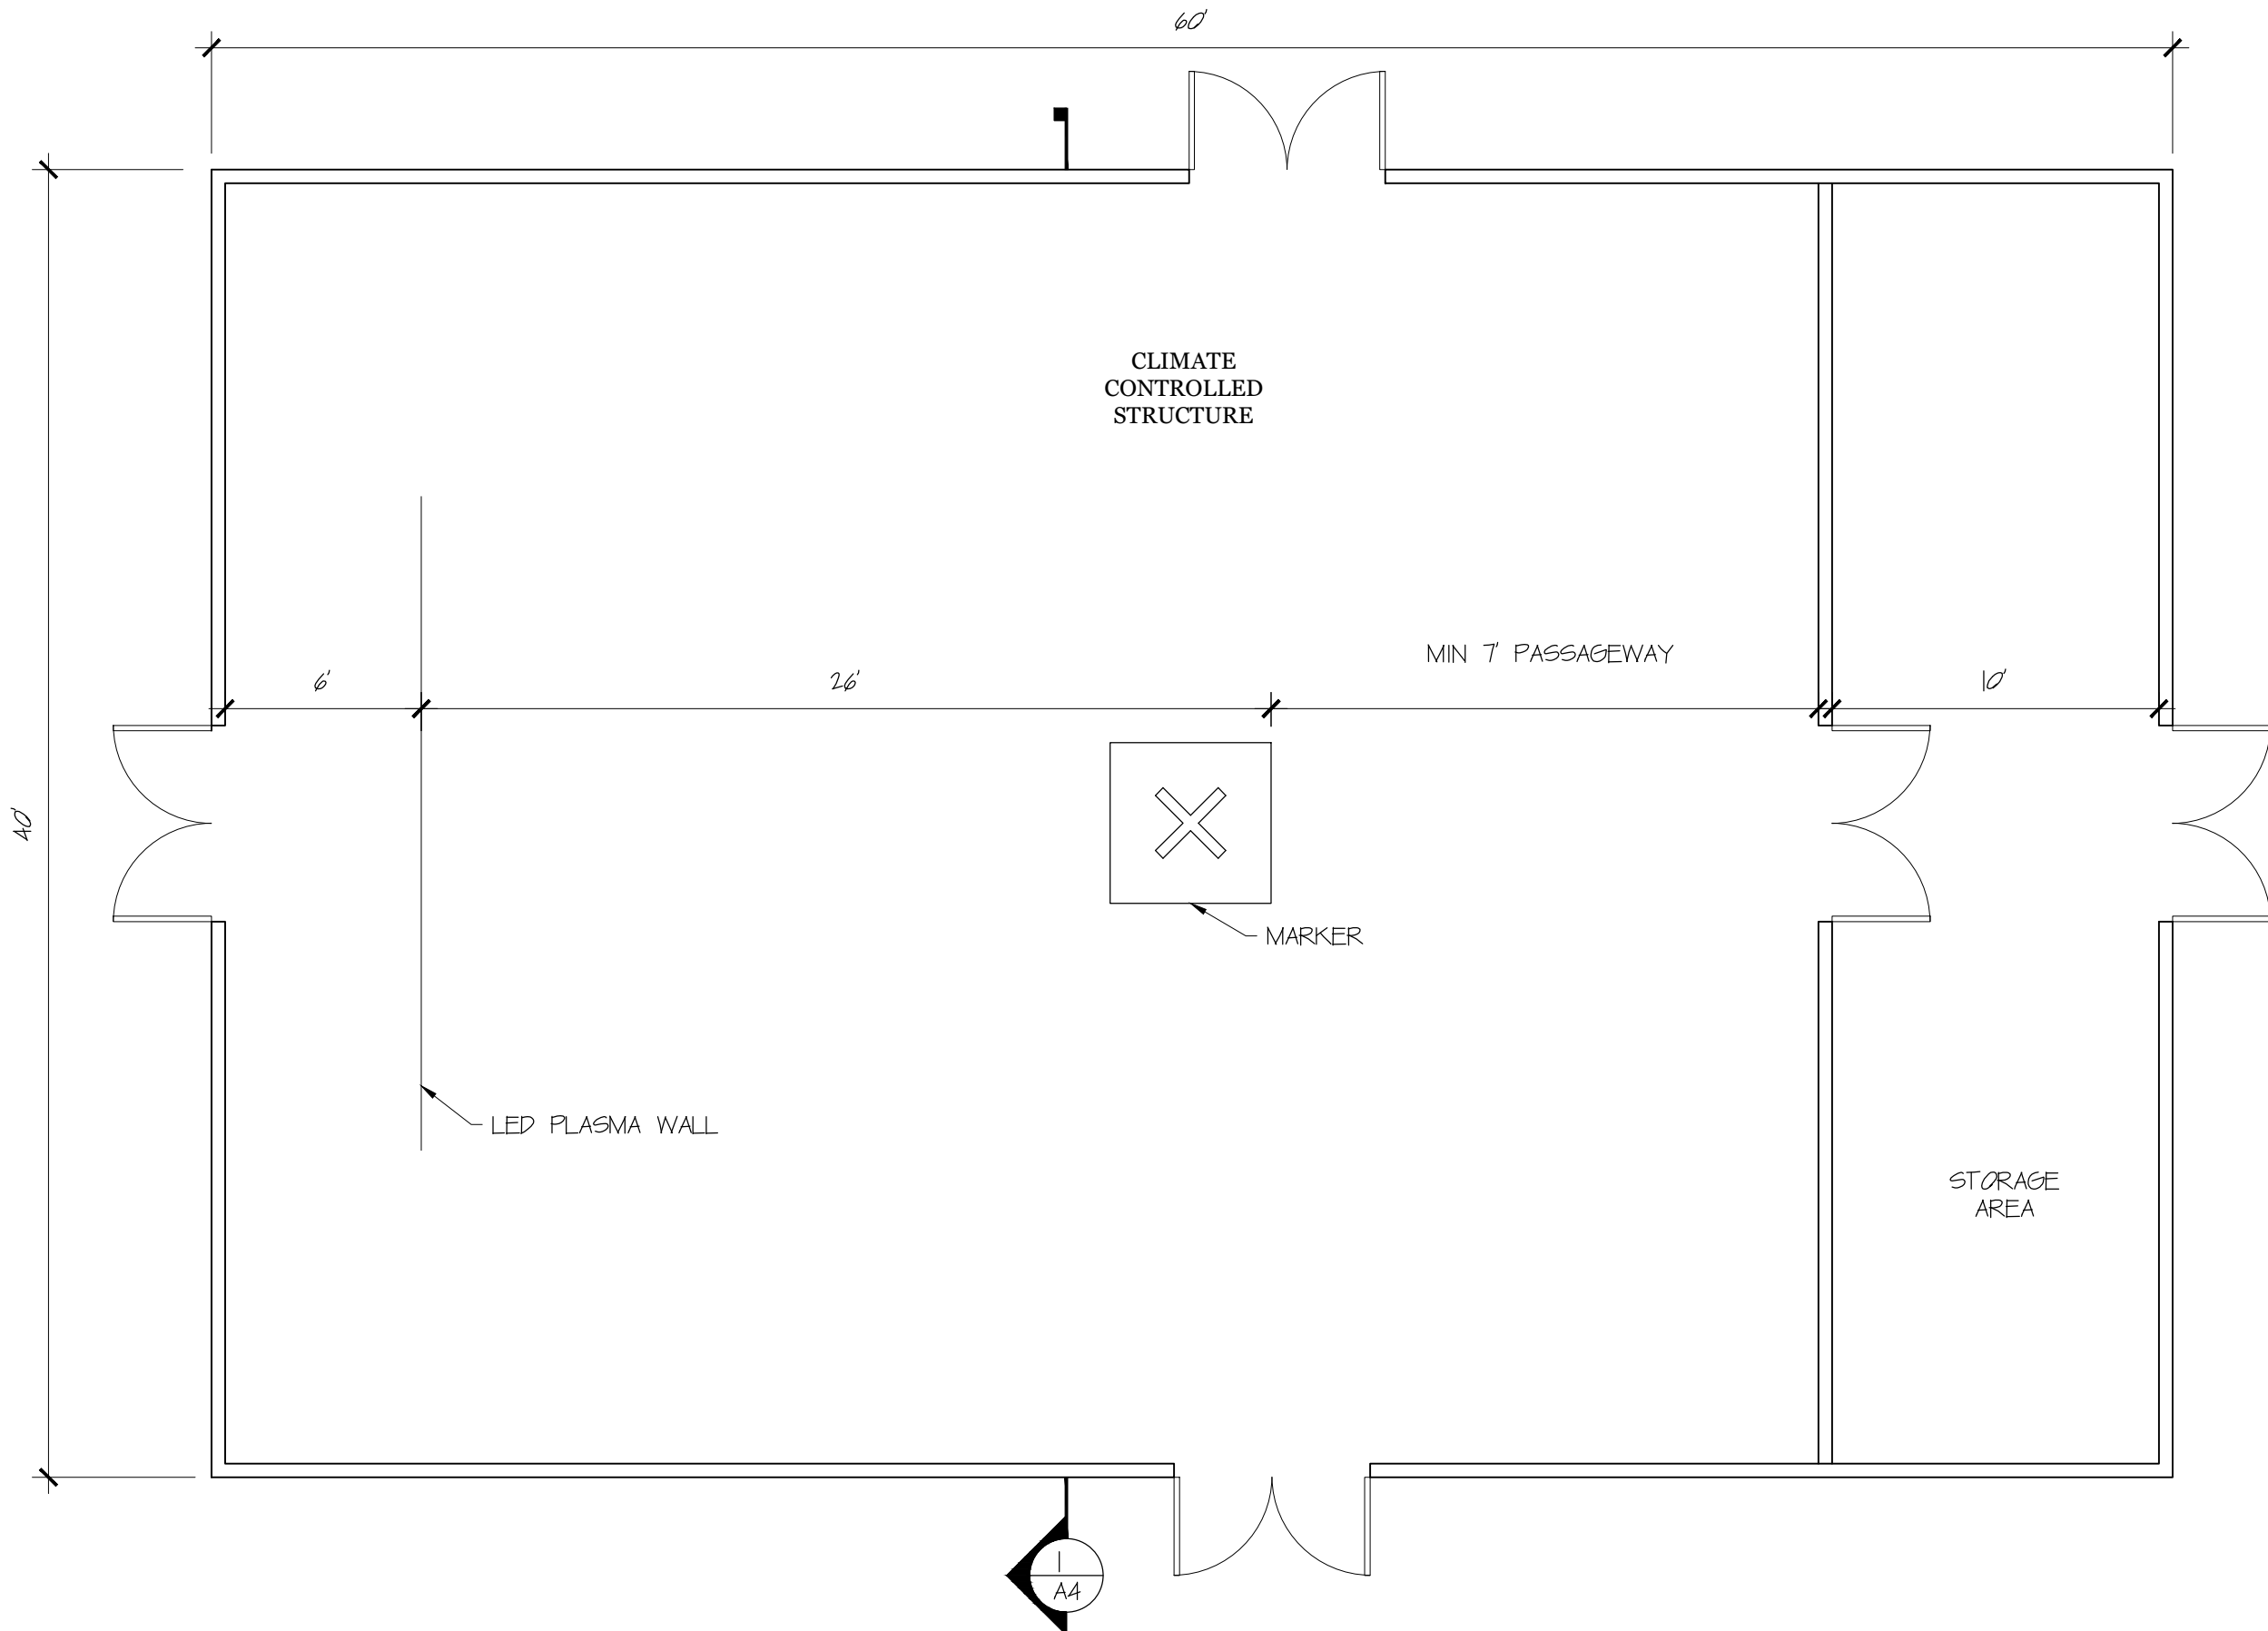 60'
CLIMATE
CONTROLLED
STRUCTURE
MIN 7' PASSAGEWAY
6'
26'
10'
40'
MARKER
LED PLASMA WALL
STORAGE
AREA
1
A4